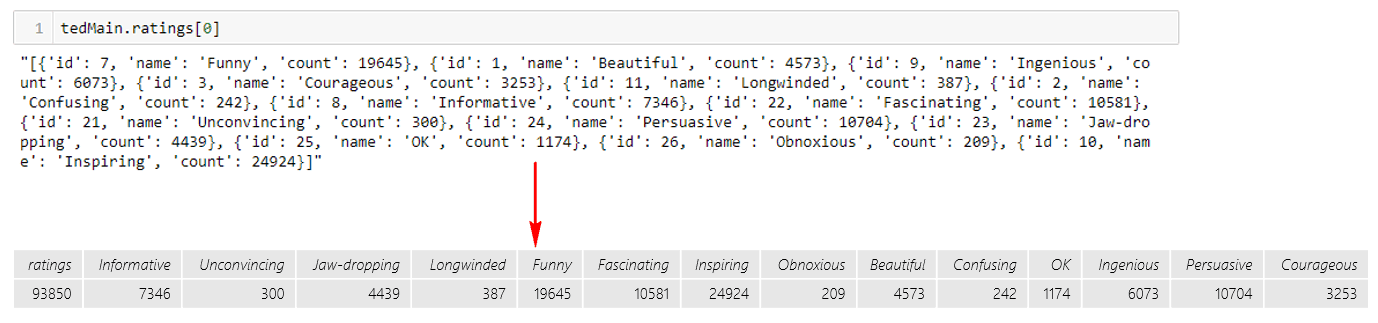 1 tedMain.ratings[0]
"[{'id': 7, 'name': 'Funny', 'count': 19645}, {'id': 1, 'name': 'Beautiful', 'count': 4573}, {'id': 9, 'name': 'Ingenious', 'co
unt': 6073}, {'id': 3, 'name': 'Courageous', 'count': 3253}, {'id': 11, 'name': 'Longwinded', 'count': 387}, {'id': 2, 'name':
'Confusing', 'count': 242}, {'id': 8, 'name': 'Informative', 'count': 7346}, {'id': 22, 'name': 'Fascinating', 'count': 10581},
{'id': 21, 'name': 'Unconvincing', 'count': 300}, {'id': 24, 'name': 'Persuasive', 'count': 10704}, {'id': 23, 'name': 'Jaw-dro
pping', 'count': 4439}, {'id': 25, 'name': 'OK', 'count': 1174}, {'id': 26, 'name': 'Obnoxious', 'count': 209}, {'id': 10, 'nam
e': 'Inspiring', 'count': 24924}]"
ratings Informative Unconvincing Jaw-dropping Longwinded Funny Fascinating Inspiring Obnoxious Beautiful Confusing OK Ingenious Persuasive Courageous
93850 7346 300 4439 387 19645 10581 24924 209 4573 242 1174 6073 10704 3253